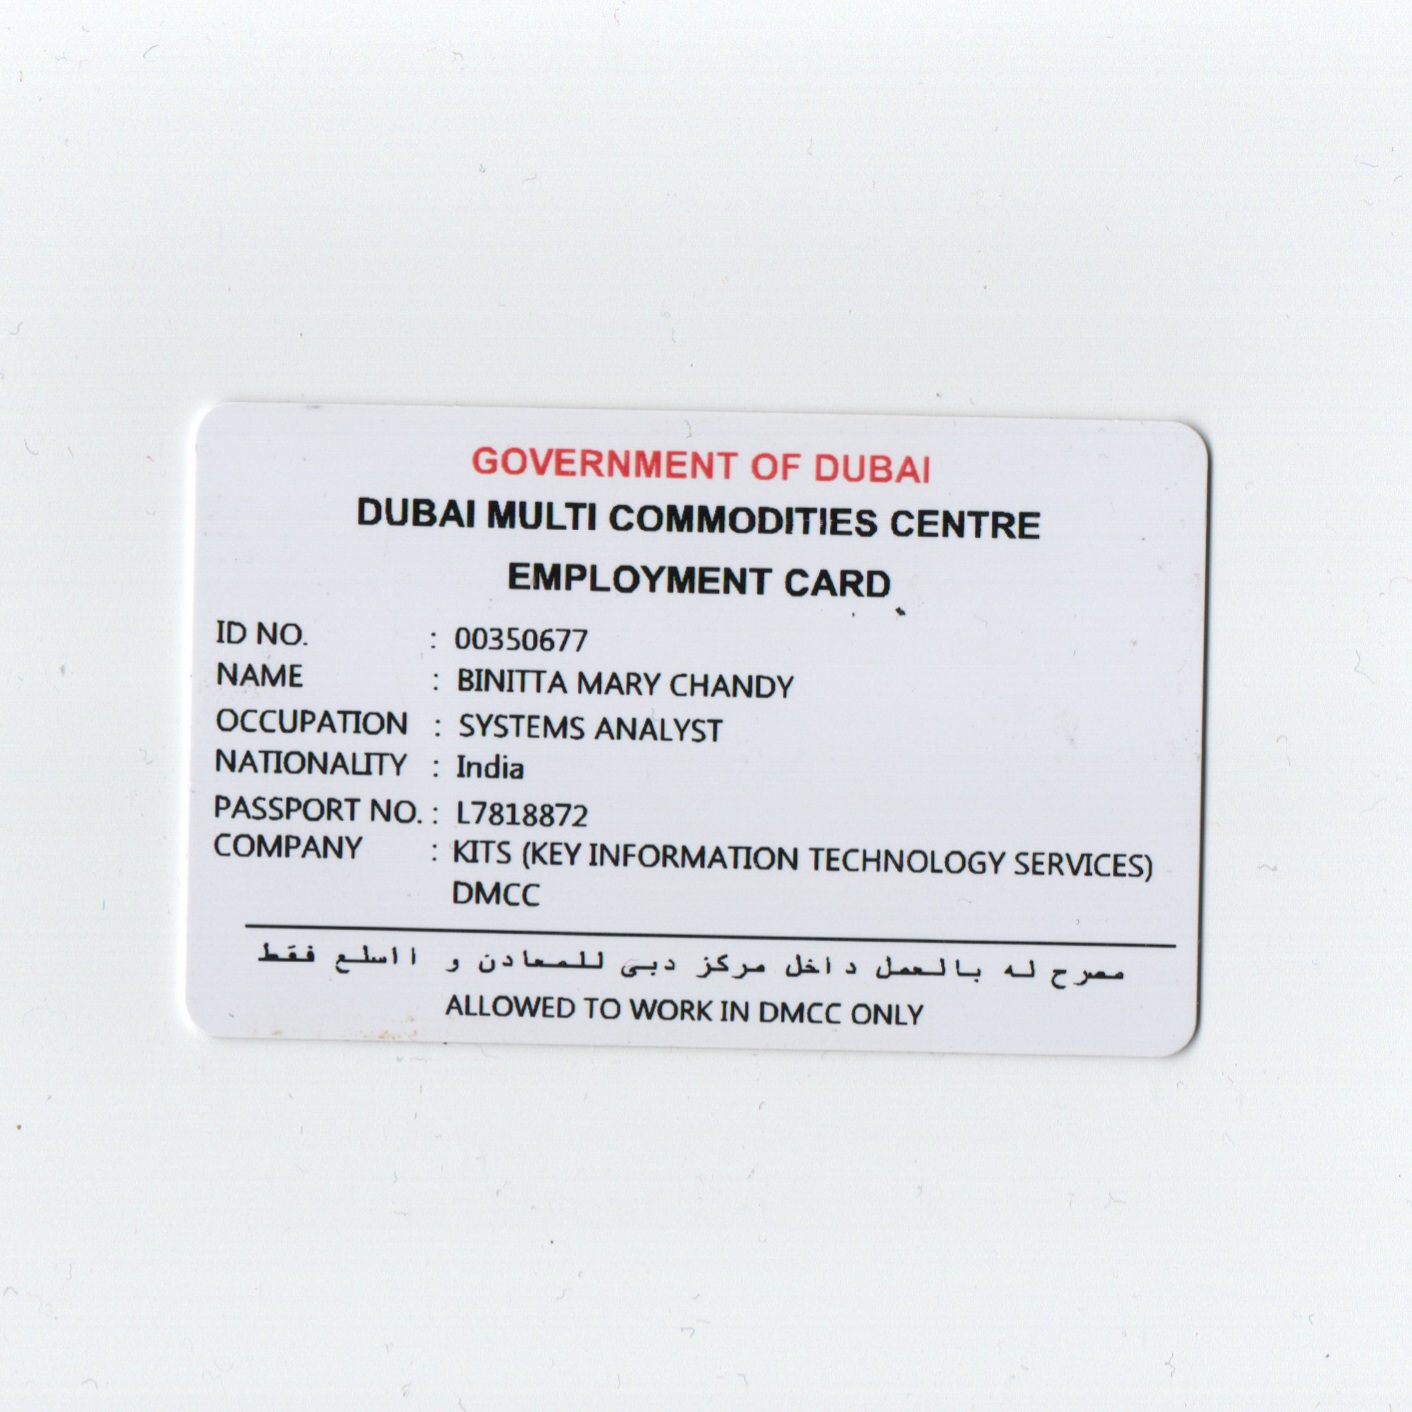 GOVERNMENT OF DUBAI
DUBAI MULTI COMMODITIES CENTRE
EMPLOYMENT CARD
ID NO. : 00350677
NAME : BINITTA MARY CHANDY
OCCUPATION : SYSTEMS ANALYST
NATIONALITY : India
PASSPORT NO. : L7818872
COMPANY : KITS (KEY INFORMATION TECHNOLOGY SERVICES)
DMCC
مصرح له بالعمل داخل مركز دبى للمعادن و ااسلع فقط
ALLOWED TO WORK IN DMCC ONLY